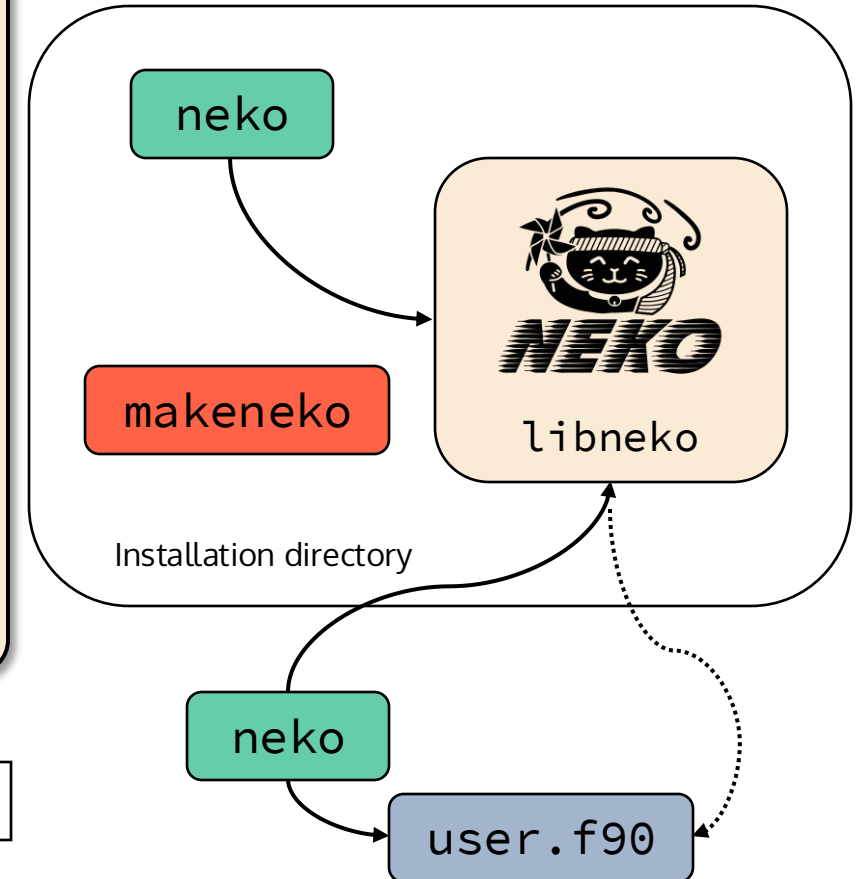 neko
NEKO
makeneko
libneko
Installation directory
neko
user.f90